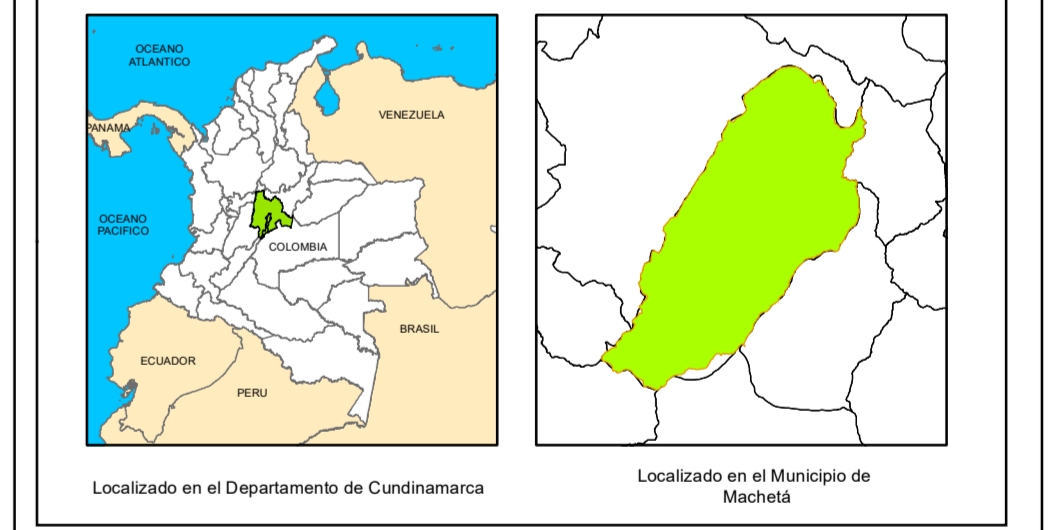 OCEANO
ATLANTICO
VENEZUELA
PANAMA
OCEANO
PACIFICO
COLOMBIA
BRASIL
ECUADOR
PERU
Localizado en el Departamento de Cundinamarca
Localizado en el Municipio de
Machetá